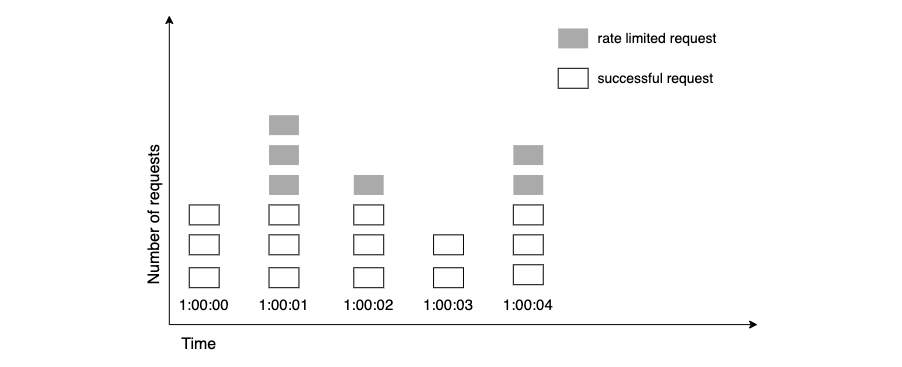 rate limited request
successful request
Number of requests
1:00:00 1:00:01 1:00:02 1:00:03 1:00:04
Time